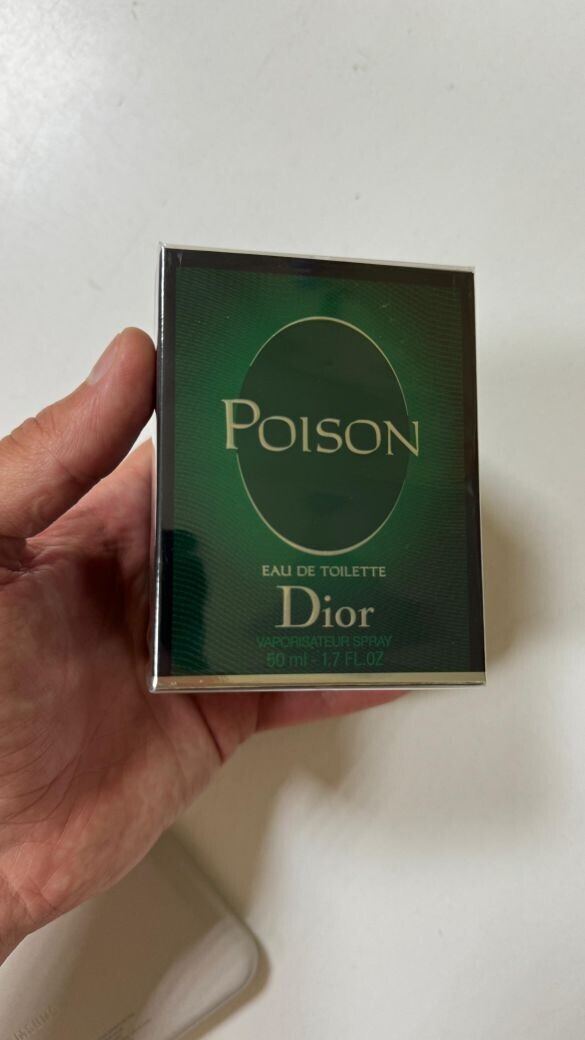 POISON
EAU DE TOILETTE
Dior
VAPORISATEUR SPRAY
50 ml - 1.7 FL.OZ